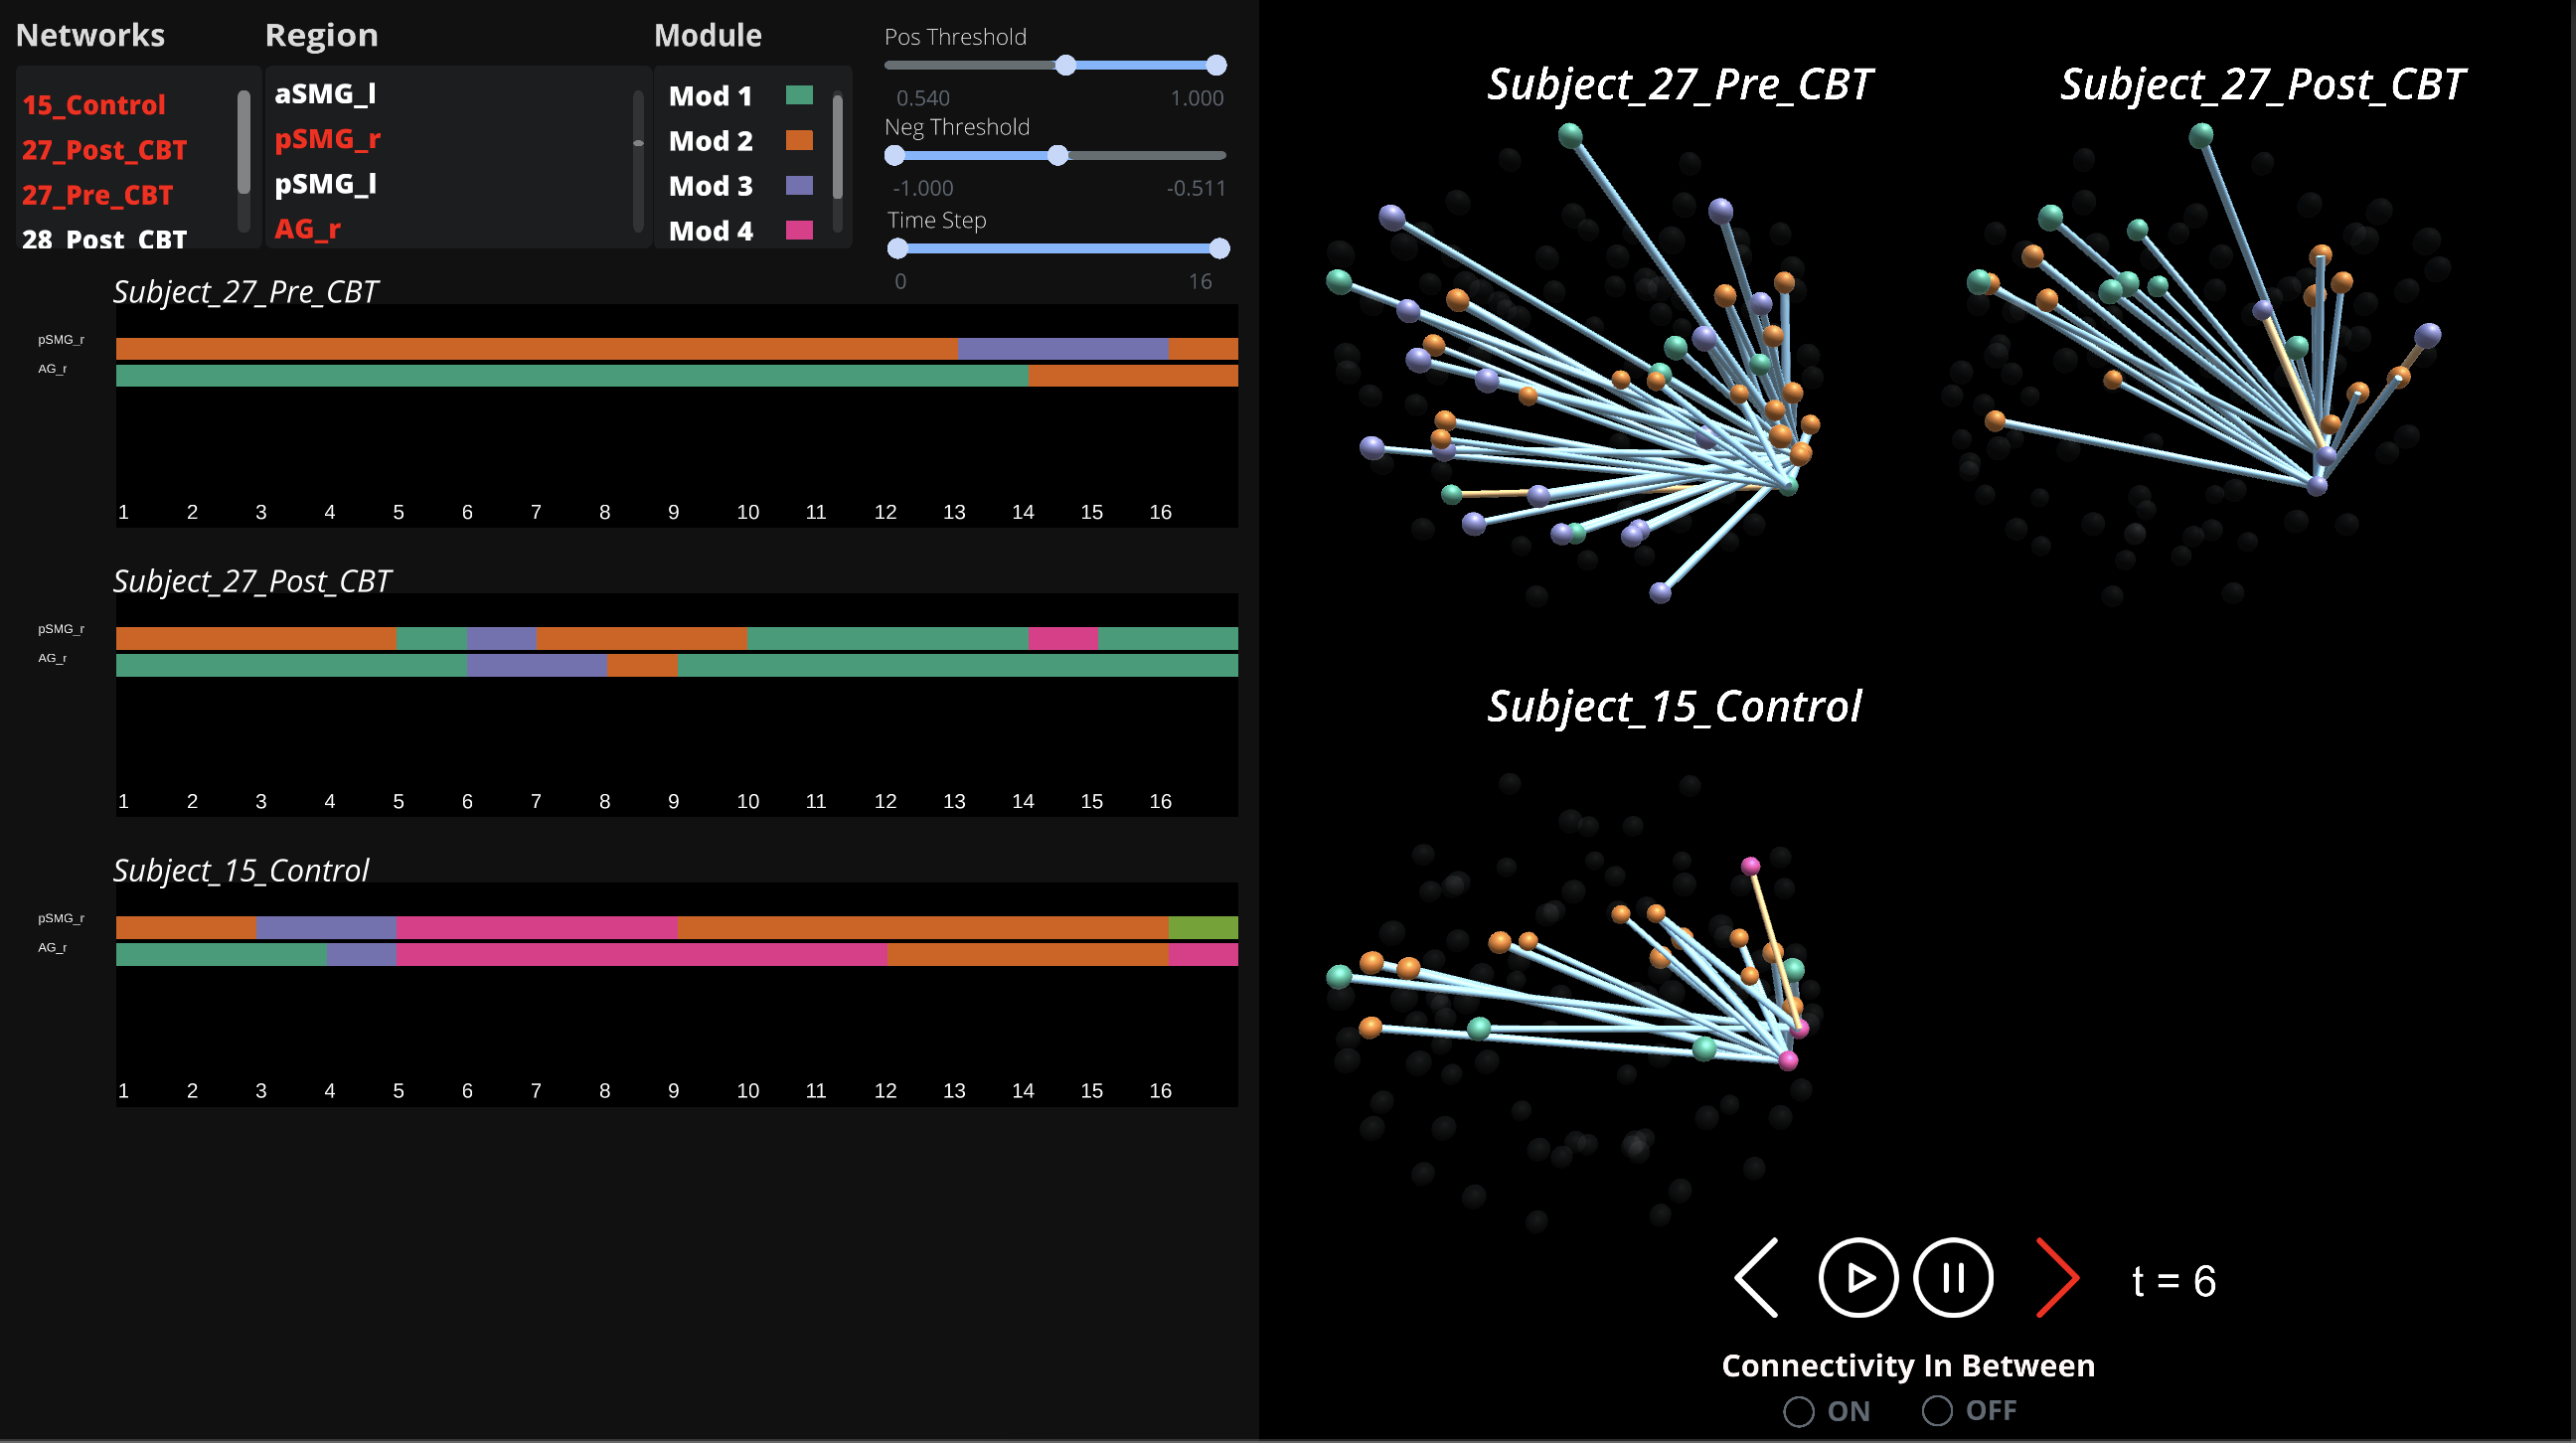 Networks
15_Control
27_Post_CBT
27_Pre_CBT
28_Post_CBT
Region
aSMG_l
pSMG_r
pSMG_l
AG_r
Module
Mod 1
Mod 2
Mod 3
Mod 4
Pos Threshold
0.540 1.000
Neg Threshold
-1.000 -0.511
Time Step
0 16
Subject_27_Pre_CBT
pSMG_r
AG_r
1 2 3 4 5 6 7 8 9 10 11 12 13 14 15 16
Subject_27_Post_CBT
pSMG_r
AG_r
1 2 3 4 5 6 7 8 9 10 11 12 13 14 15 16
Subject_15_Control
pSMG_r
AG_r
1 2 3 4 5 6 7 8 9 10 11 12 13 14 15 16
Subject_27_Pre_CBT
Subject_27_Post_CBT
Subject_15_Control
t = 6
Connectivity In Between
ON OFF